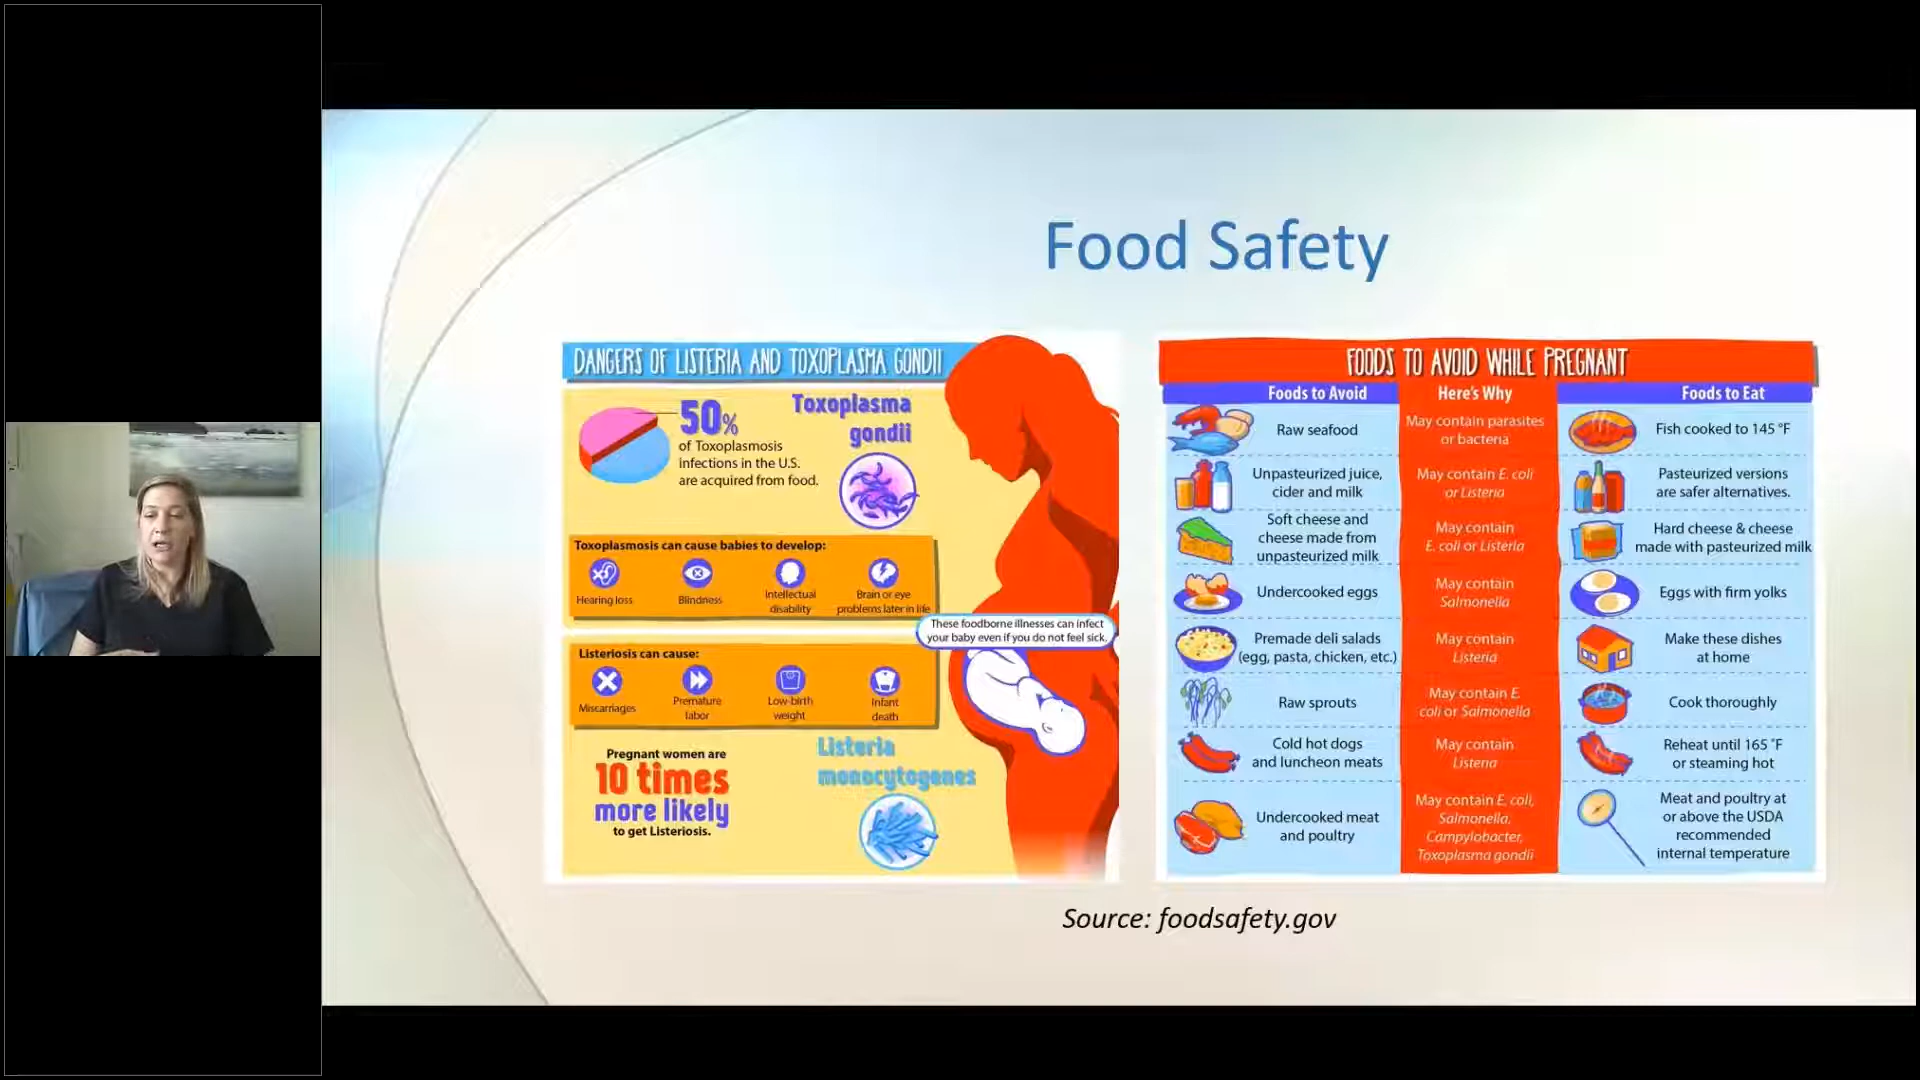 Food Safety
DANGERS OF LISTERIA AND TOXOPLASMA GONDII
50%
of Toxoplasmosis
infections in the U.S.
are acquired from food.
Toxoplasma
gondii
Toxoplasmosis can cause babies to develop:
Hearing loss
Blindness
Intellectual
disability
Brain or eye
problems later in life
These foodborne illnesses can infect
your baby even if you do not feel sick.
Listeriosis can cause:
Miscarriages
Premature
labor
Low-birth
weight
Infant
death
Pregnant women are
10 times
more likely
to get Listeriosis.
Listeria
monocytogenes
FOODS TO AVOID WHILE PREGNANT
Foods to Avoid
Here's Why
Foods to Eat
Raw seafood
May contain parasites
or bacteria
Fish cooked to 145 °F
Unpasteurized juice,
cider and milk
May contain E. coli
or Listeria
Pasteurized versions
are safer alternatives.
Soft cheese and
cheese made from
unpasteurized milk
May contain
E. coli or Listeria
Hard cheese & cheese
made with pasteurized milk
Undercooked eggs
May contain
Salmonella
Eggs with firm yolks
Premade deli salads
(egg, pasta, chicken, etc.)
May contain
Listeria
Make these dishes
at home
Raw sprouts
May contain E.
coli or Salmonella
Cook thoroughly
Cold hot dogs
and luncheon meats
May contain
Listeria
Reheat until 165 °F
or steaming hot
Undercooked meat
and poultry
May contain E. coli,
Salmonella,
Campylobacter,
Toxoplasma gondii
Meat and poultry at
or above the USDA
recommended
internal temperature
Source: foodsafety.gov